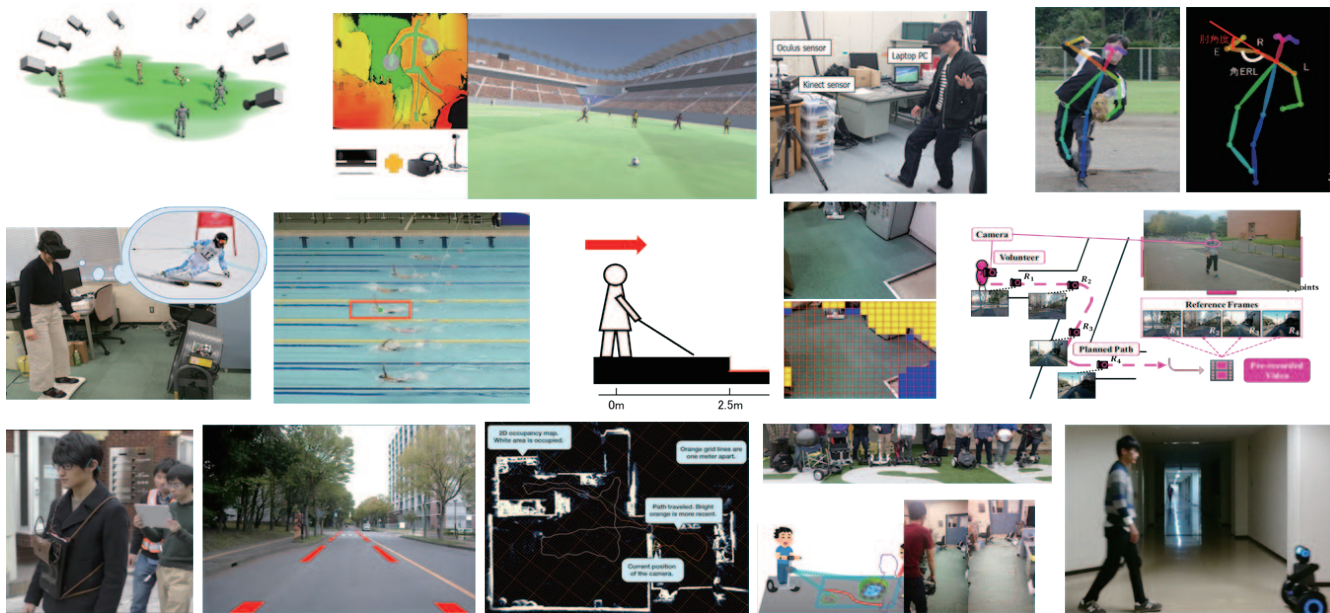 Oculus sensor
Laptop PC
Kinect sensor
肘角度
E
R
L
角ERL
0m
2.5m
Camera
Volunteer
R1
R2
R3
R4
Planned Path
Reference Frames
R3
R4
Pre-recorded
Video
2D occupancy map.
White area is occupied.
Orange grid lines are
one meter apart.
Path traveled. Bright
orange is more recent.
Current position
of the camera.